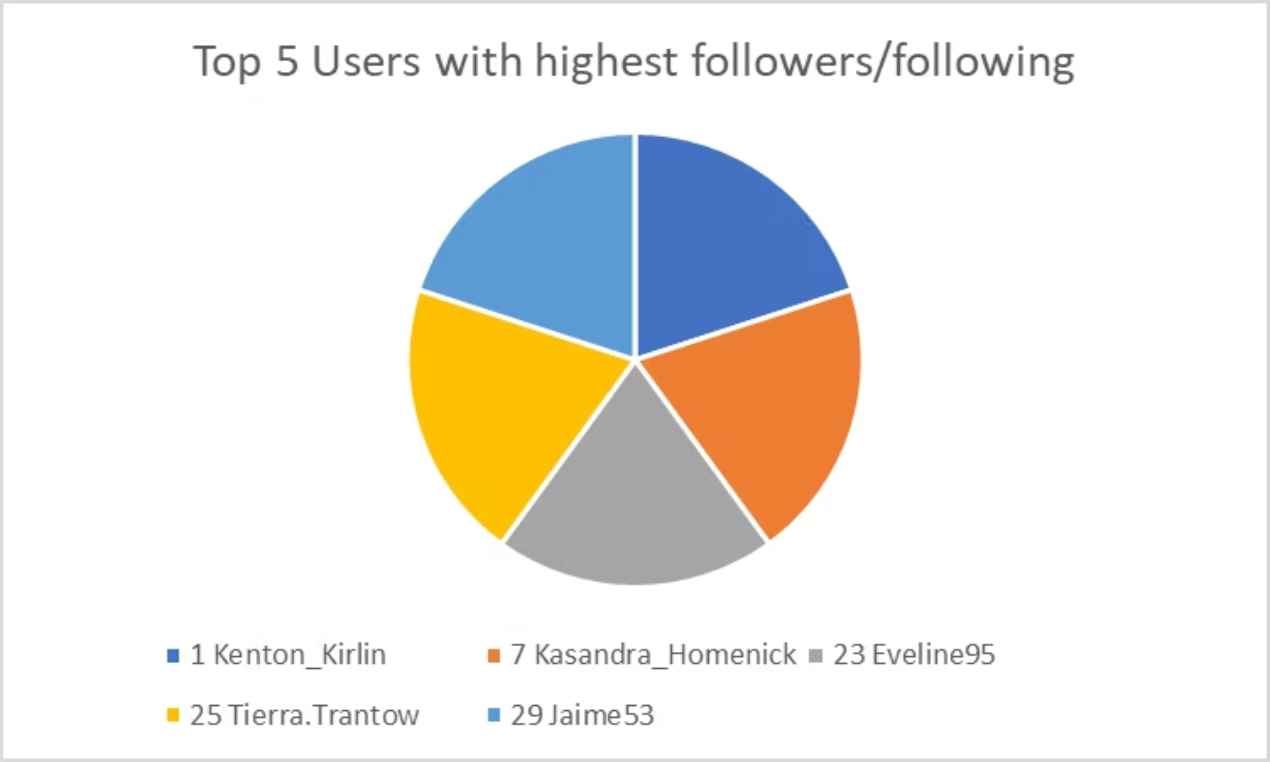 Top 5 Users with highest followers/following
1 Kenton_Kirlin 7 Kasandra_Homenick 23 Eveline95
25 Tierra.Trantow 29 Jaime53